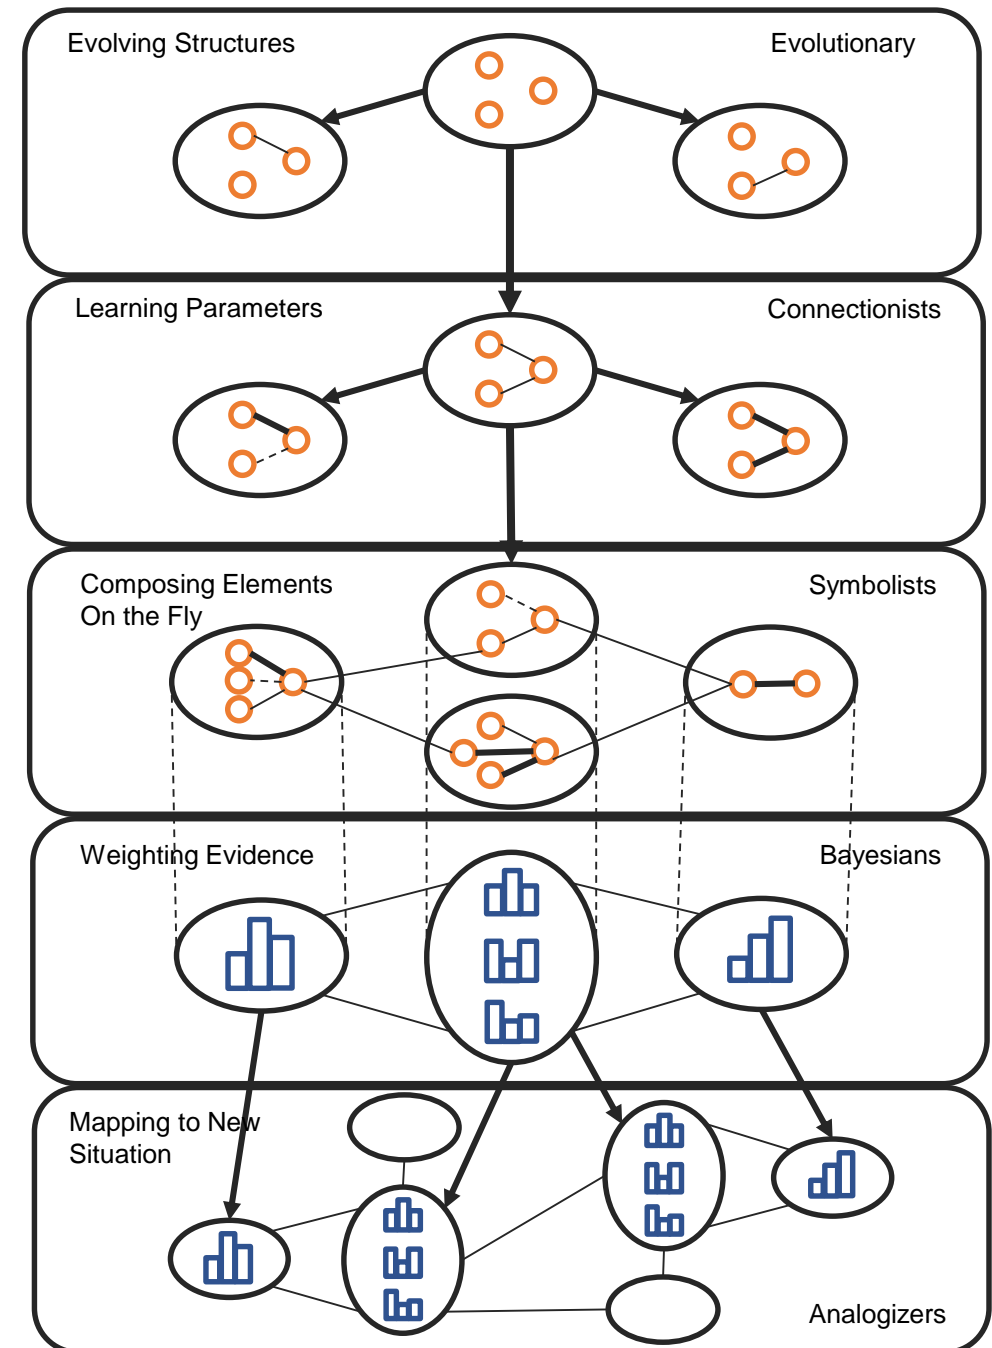 Evolving Structures
Evolutionary
Learning Parameters
Connectionists
Composing Elements
On the Fly
Symbolists
Weighting Evidence
Bayesians
Mapping to New
Situation
Analogizers